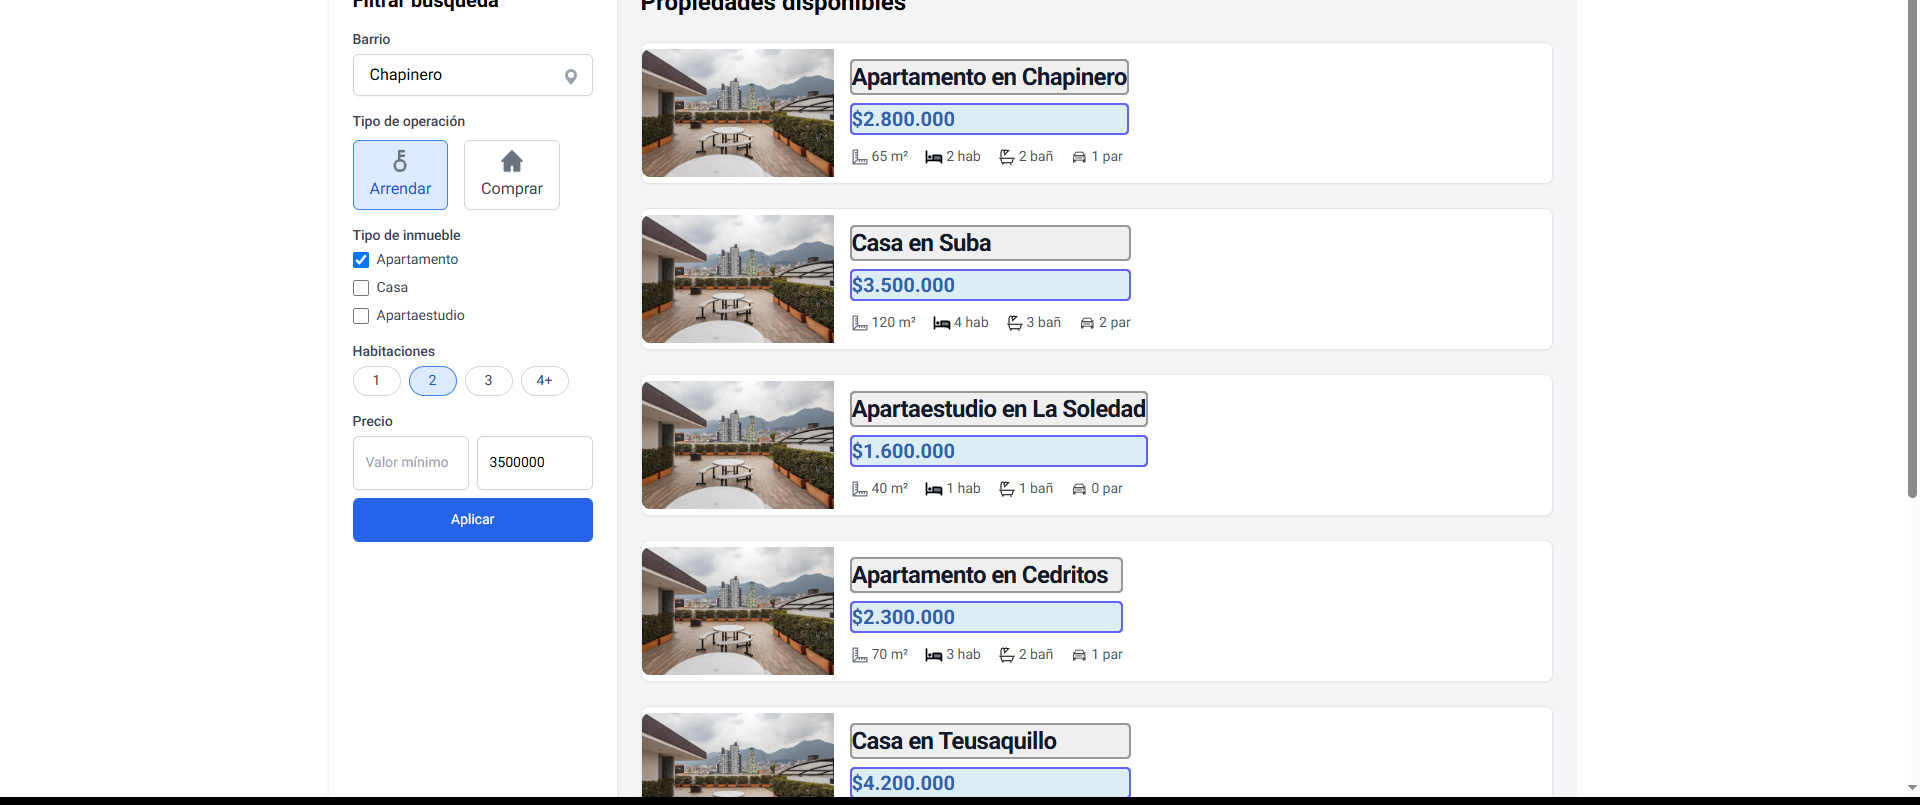 Filtrar búsqueda
Barrio
Chapinero
Tipo de operación
Arrendar
Comprar
Tipo de inmueble
Apartamento
Casa
Apartaestudio
Habitaciones
1
2
3
4+
Precio
Valor mínimo
3500000
Aplicar
Propiedades disponibles
Apartamento en Chapinero
$2.800.000
65 m² 2 hab 2 bañ 1 par
Casa en Suba
$3.500.000
120 m² 4 hab 3 bañ 2 par
Apartaestudio en La Soledad
$1.600.000
40 m² 1 hab 1 bañ 0 par
Apartamento en Cedritos
$2.300.000
70 m² 3 hab 2 bañ 1 par
Casa en Teusaquillo
$4.200.000